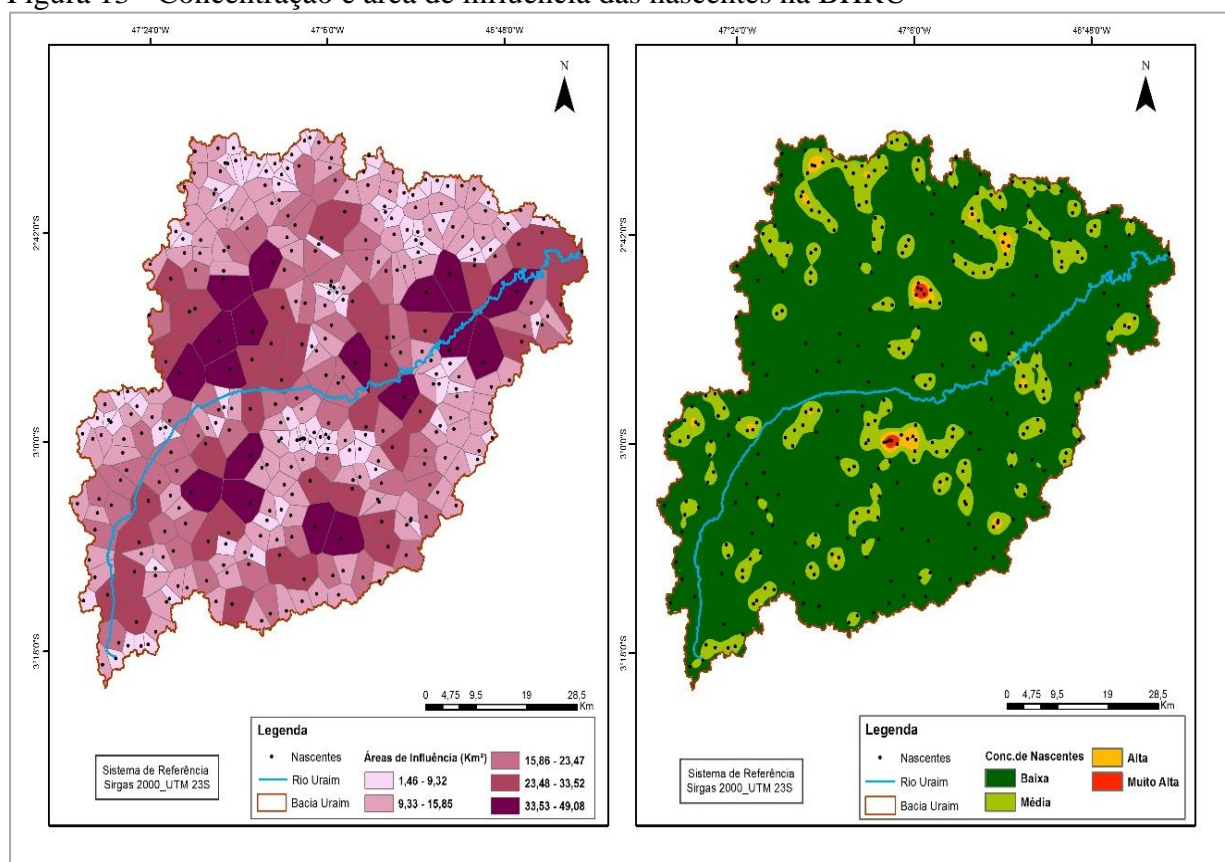 Figura 13 - Concentração e área de influência das nascentes na BHRU
47°24'0"W 47°6'0"W 46°48'0"W
N
2°42'0"S
3°0'0"S
3°18'0"S
0 4,75 9,5 19 28,5
Km
Legenda
Nascentes
Rio Uraim
Bacia Uraim
Áreas de Influência (Km²)
1,46 - 9,32
9,33 - 15,85
15,86 - 23,47
23,48 - 33,52
33,53 - 49,08
Sistema de Referência
Sirgas 2000_UTM 23S
47°24'0"W 47°6'0"W 46°48'0"W
N
2°42'0"S
3°0'0"S
3°18'0"S
0 4,75 9,5 19 28,5
Km
Legenda
Nascentes
Rio Uraim
Bacia Uraim
Conc.de Nascentes
Baixa
Média
Alta
Muito Alta
Sistema de Referência
Sirgas 2000_UTM 23S